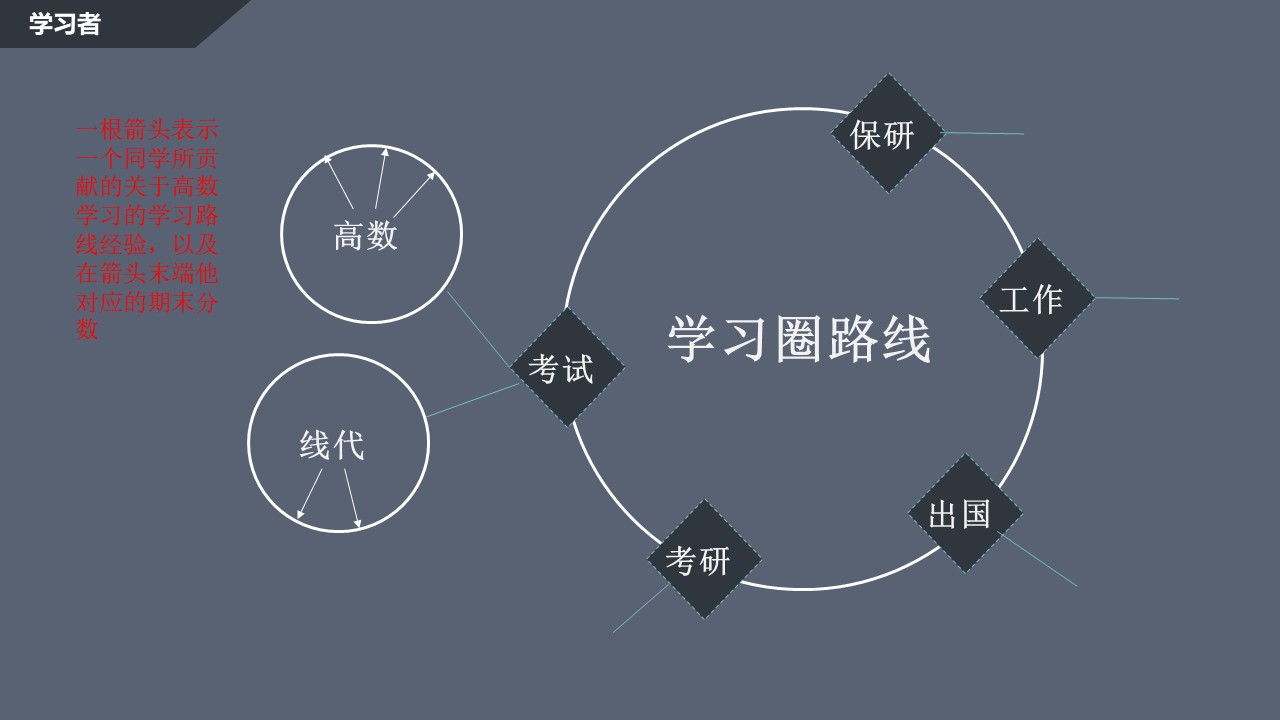 学习者
一根箭头表示
一个同学所贡
献的关于高数
学习的学习路
线经验，以及
在箭头末端他
对应的期末分
数
高数
线代
学习圈路线
保研
工作
考试
出国
考研